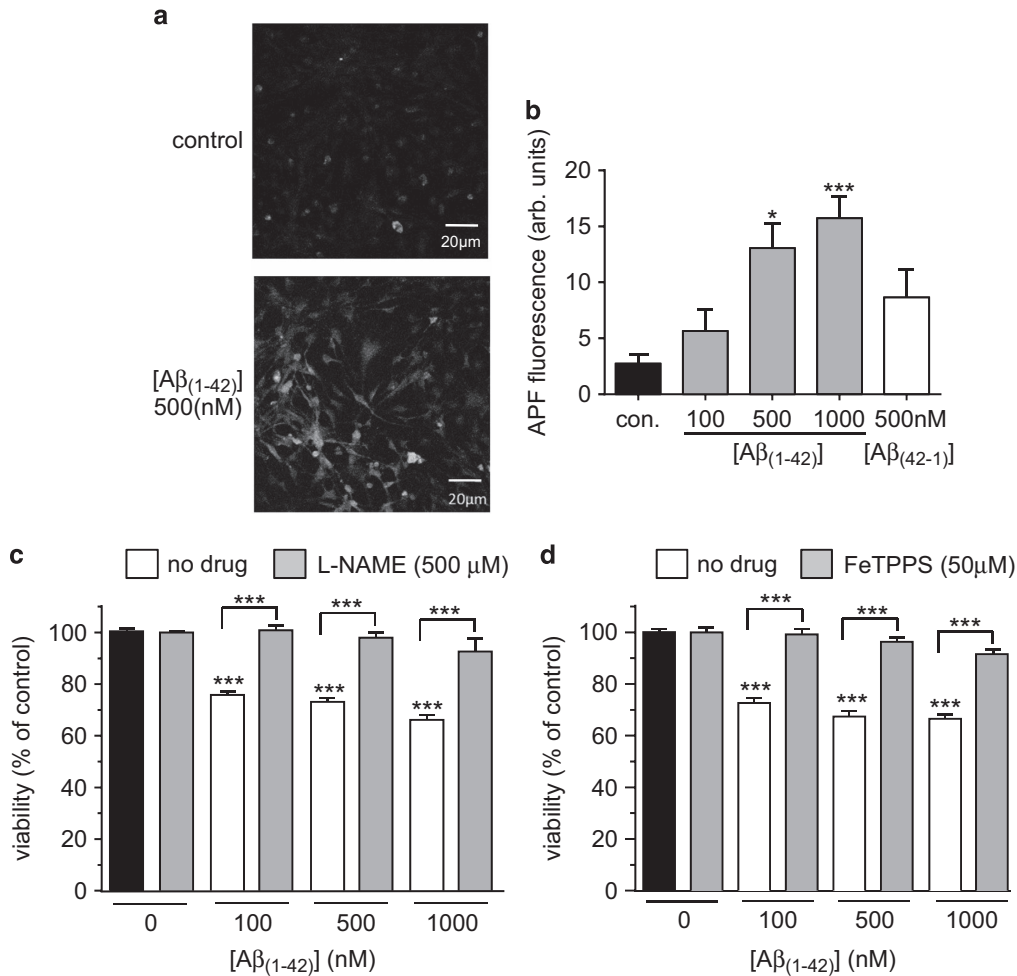 a
control
20μm
[Aβ(1-42)]
500(nM)
20μm
b
APF fluorescence (arb. units)
20
15
10
5
0
*
***
con. 100 500 1000 500nM
[Aβ(1-42)] [Aβ(42-1)]
c
no drug L-NAME (500 μM)
viability (% of control)
100
80
60
40
20
0
*** *** ***
*** *** ***
0 100 500 1000
[Aβ(1-42)] (nM)
d
no drug FeTPPS (50μM)
viability (% of control)
100
80
60
40
20
0
*** *** ***
*** *** ***
0 100 500 1000
[Aβ(1-42)] (nM)